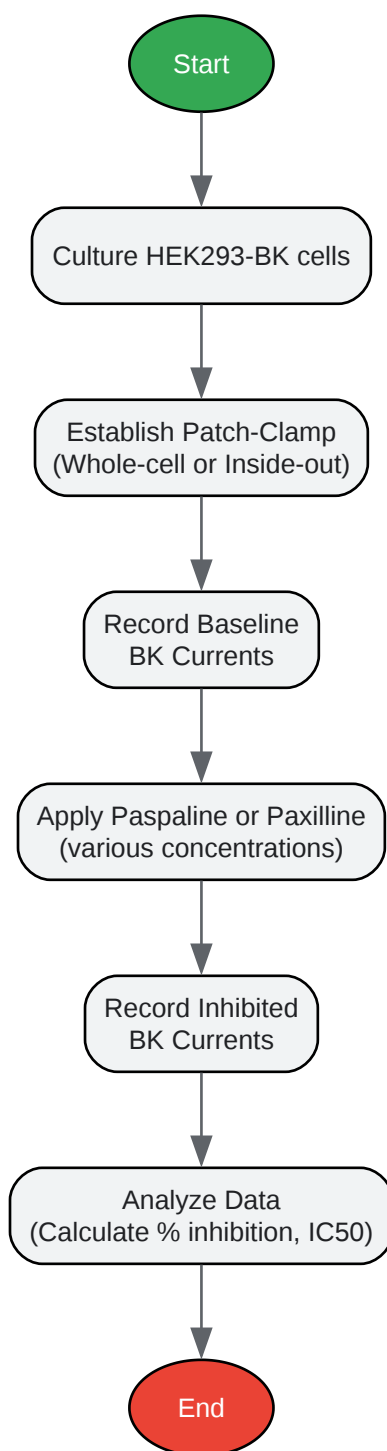 Start
Culture HEK293-BK cells
Establish Patch-Clamp
(Whole-cell or Inside-out)
Record Baseline
BK Currents
Apply Paspaline or Paxilline
(various concentrations)
Record Inhibited
BK Currents
Analyze Data
(Calculate % inhibition, IC50)
End